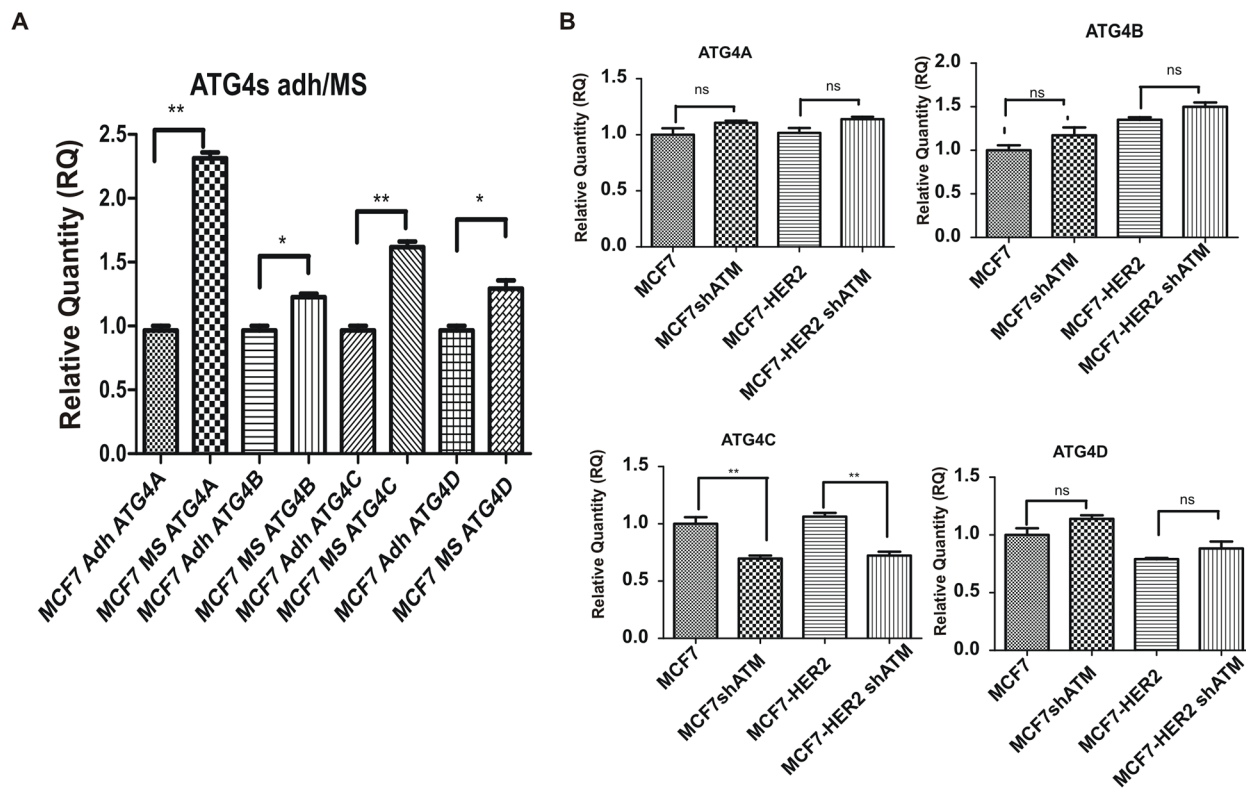 A
ATG4s adh/MS
Relative Quantity (RQ)
2.5
2.0
1.5
1.0
0.5
0.0
**
*
**
*
MCF7 Adh ATG4A
MCF7 MS ATG4A
MCF7 Adh ATG4B
MCF7 MS ATG4B
MCF7 Adh ATG4C
MCF7 MS ATG4C
MCF7 Adh ATG4D
MCF7 MS ATG4D
B
ATG4A
Relative Quantity (RQ)
1.5
1.0
0.5
0.0
ns
ns
MCF7
MCF7shATM
MCF7-HER2
MCF7-HER2 shATM
ATG4B
Relative Quantity (RQ)
2.0
1.5
1.0
0.5
0.0
ns
ns
MCF7
MCF7shATM
MCF7-HER2
MCF7-HER2 shATM
ATG4C
Relative Quantity (RQ)
1.5
1.0
0.5
0.0
**
**
MCF7
MCF7shATM
MCF7-HER2
MCF7-HER2 shATM
ATG4D
Relative Quantity (RQ)
1.5
1.0
0.5
0.0
ns
ns
MCF7
MCF7shATM
MCF7-HER2
MCF7-HER2 shATM